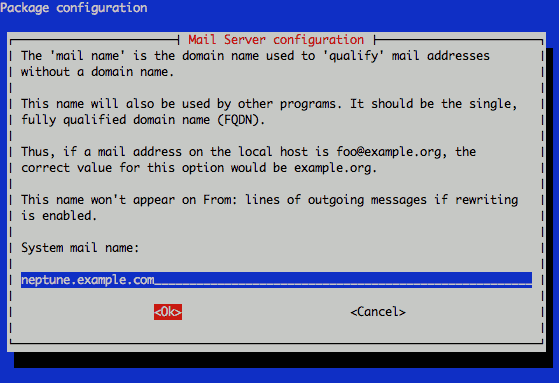 Package configuration
Mail Server configuration
The 'mail name' is the domain name used to 'qualify' mail addresses
without a domain name.
This name will also be used by other programs. It should be the single,
fully qualified domain name (FQDN).
Thus, if a mail address on the local host is foo@example.org, the
correct value for this option would be example.org.
This name won't appear on From: lines of outgoing messages if rewriting
is enabled.
System mail name:
neptune.example.com
<Ok> <Cancel>